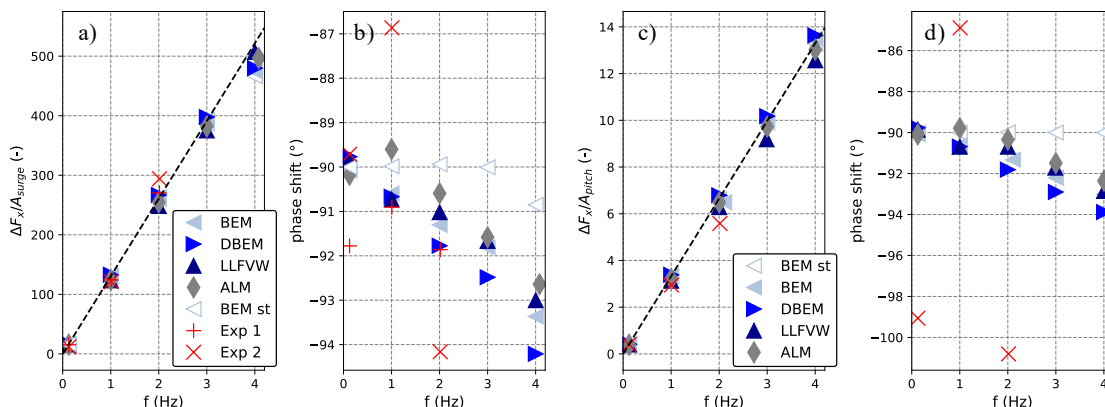 a)
500
400
300
200
100
0
ΔFx/Asurge (-)
BEM
DBEM
LLFVW
ALM
BEM st
Exp 1
Exp 2
0 1 2 3 4
f (Hz)
b)
−87
−88
−89
−90
−91
−92
−93
−94
phase shift (°)
0 1 2 3 4
f (Hz)
c)
14
12
10
8
6
4
2
0
ΔFx/Apitch (-)
BEM st
BEM
DBEM
LLFVW
ALM
0 1 2 3 4
f (Hz)
d)
−86
−88
−90
−92
−94
−96
−98
−100
phase shift (°)
0 1 2 3 4
f (Hz)